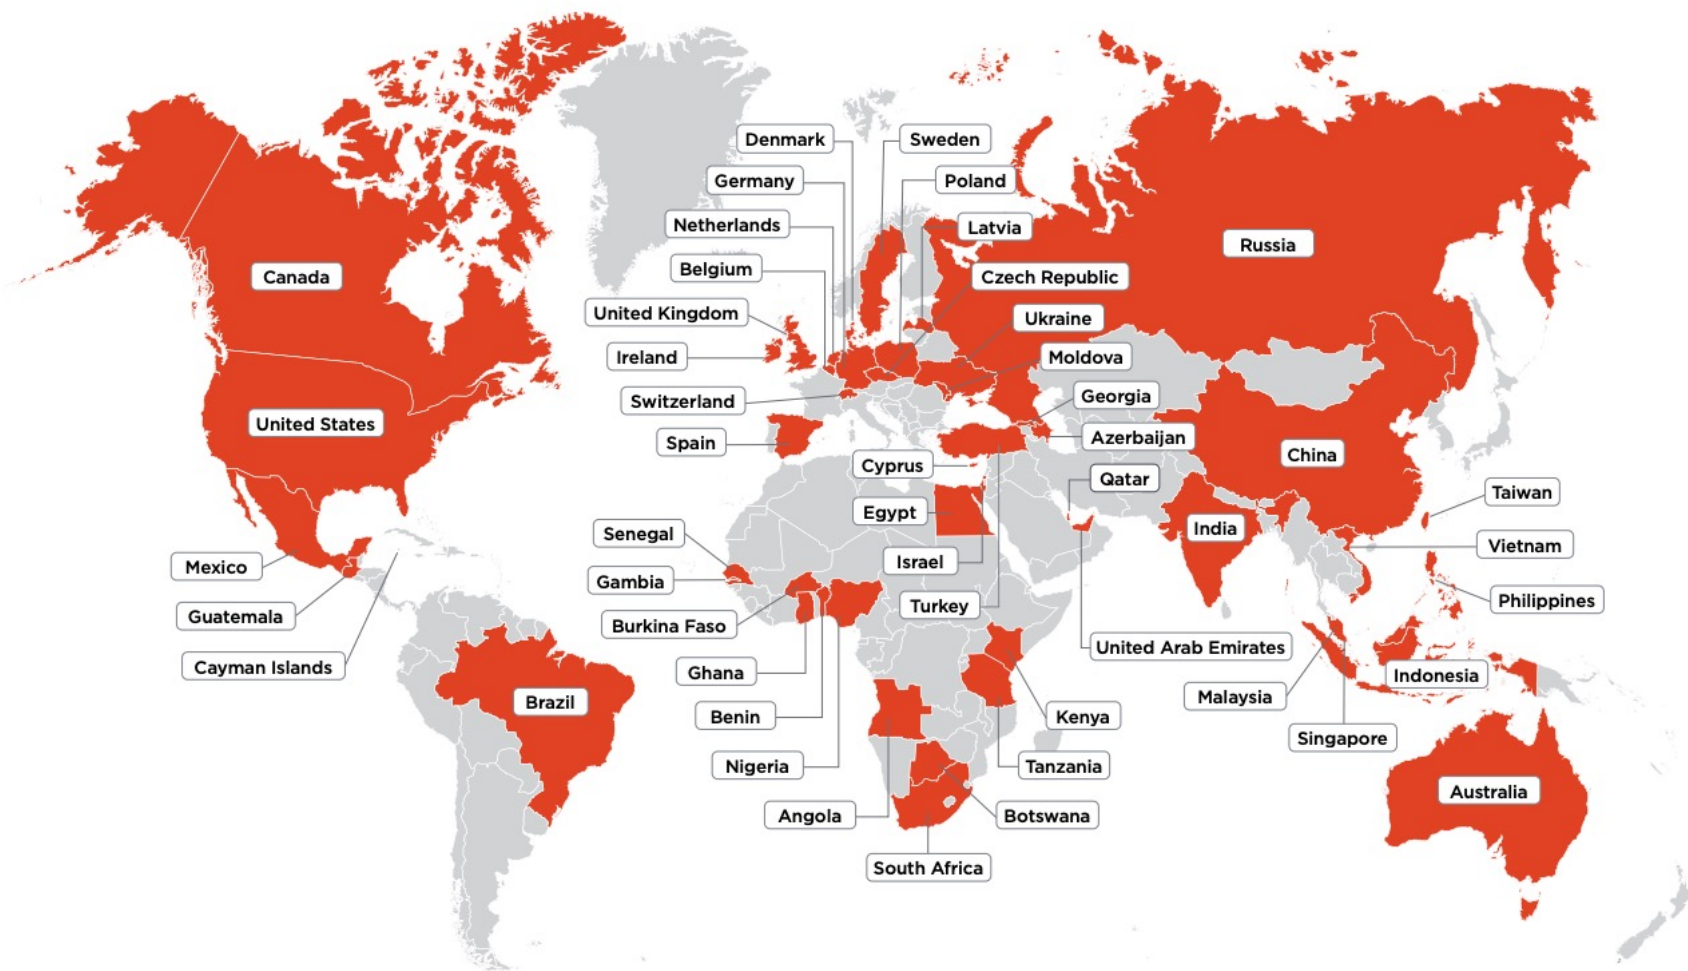 Denmark
Sweden
Germany
Poland
Netherlands
Latvia
Russia
Belgium
Czech Republic
Canada
United Kingdom
Ukraine
Ireland
Moldova
Switzerland
Georgia
United States
Spain
Azerbaijan
China
Cyprus
Qatar
Taiwan
Egypt
India
Senegal
Vietnam
Mexico
Israel
Gambia
Philippines
Guatemala
Burkina Faso
Turkey
United Arab Emirates
Cayman Islands
Ghana
Indonesia
Malaysia
Brazil
Benin
Kenya
Singapore
Nigeria
Tanzania
Australia
Angola
Botswana
South Africa